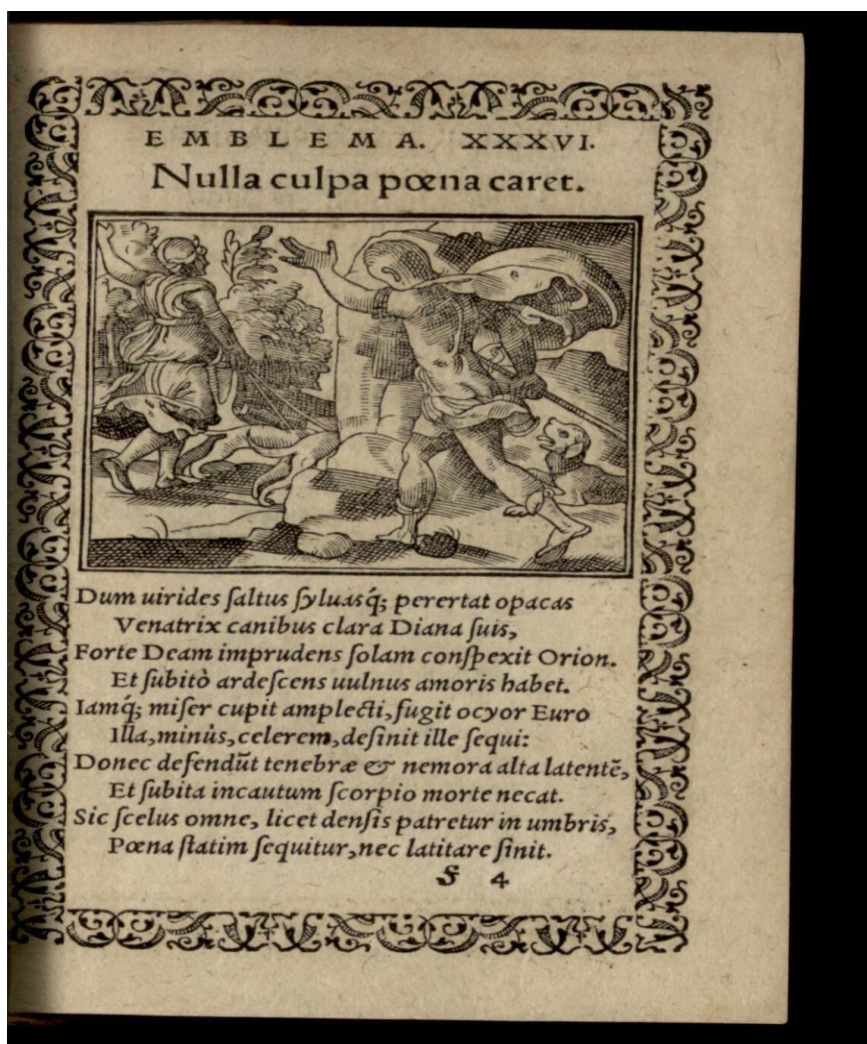 EMBLEMA. XXXVI.
Nulla culpa pœna caret.
Dum uirides ſaltus ſyluasq́; perertat opacas
Venatrix canibus clara Diana ſuis,
Forte Deam imprudens ſolam conſpexit Orion.
Et ſubitò ardeſcens uulnus amoris habet.
Iamq́; miſer cupit amplecti, fugit ocyor Euro
Illa, minùs, celerem, deſinit ille ſequi:
Donec defendūt tenebræ & nemora alta latentē,
Et ſubita incautum ſcorpio morte necat.
Sic ſcelus omne, licet denſis patretur in umbris,
Pœna ſtatim ſequitur, nec latitare ſinit.
S 4